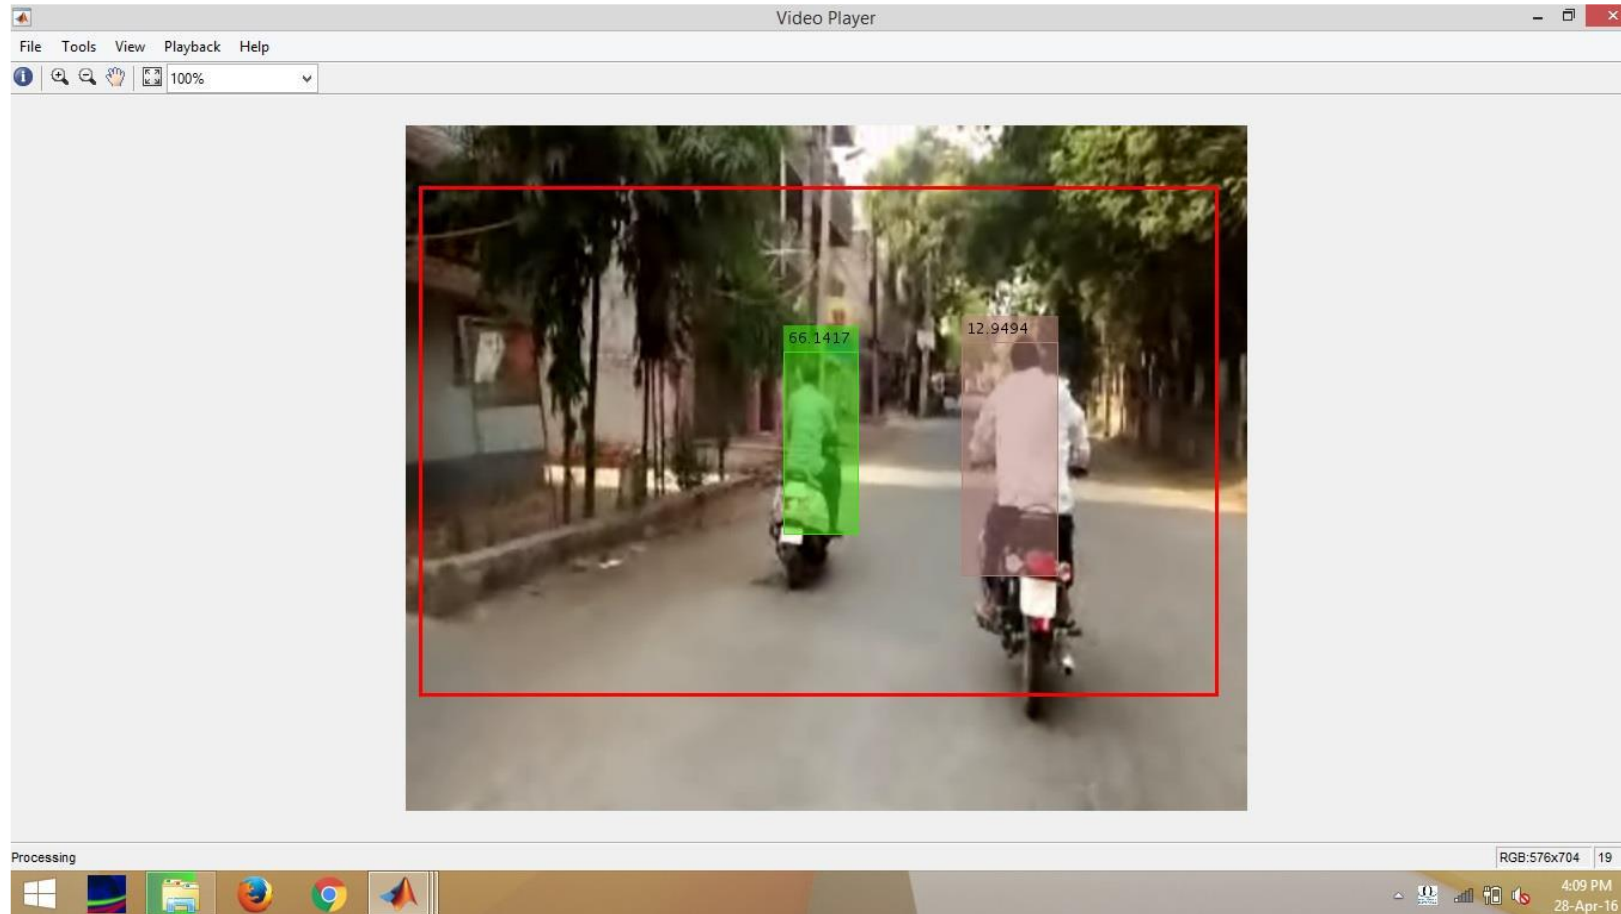 Video Player
File Tools View Playback Help
100%
66.1417
12.9494
Processing
RGB:576x704 19
4:09 PM
28-Apr-16